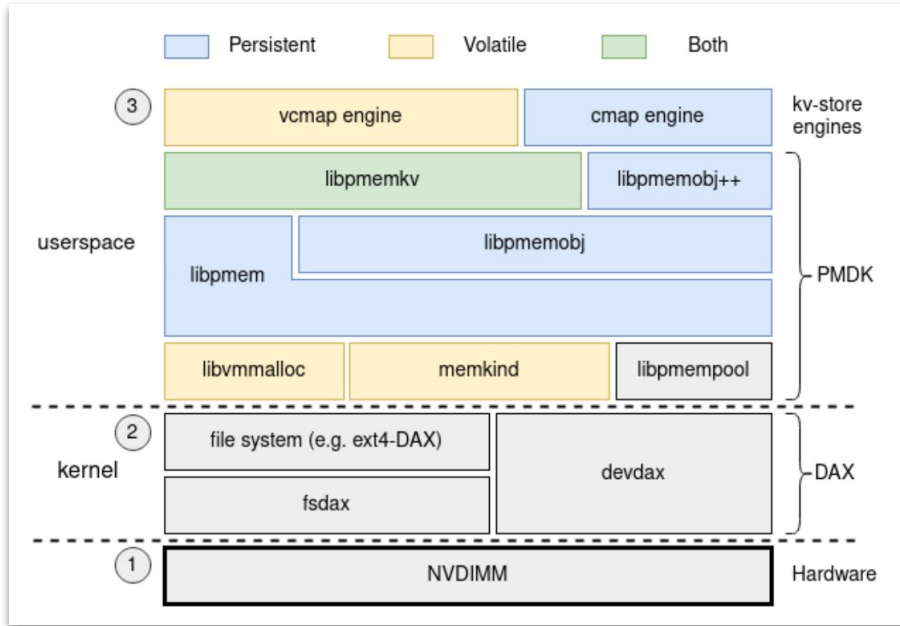 Persistent
Volatile
Both
3
vcmap engine
cmap engine
kv-store
engines
libpmemkv
libpmemobj++
userspace
libpmem
libpmemobj
PMDK
libvmmalloc
memkind
libpmempool
2
file system (e.g. ext4-DAX)
kernel
fsdax
devdax
DAX
1
NVDIMM
Hardware